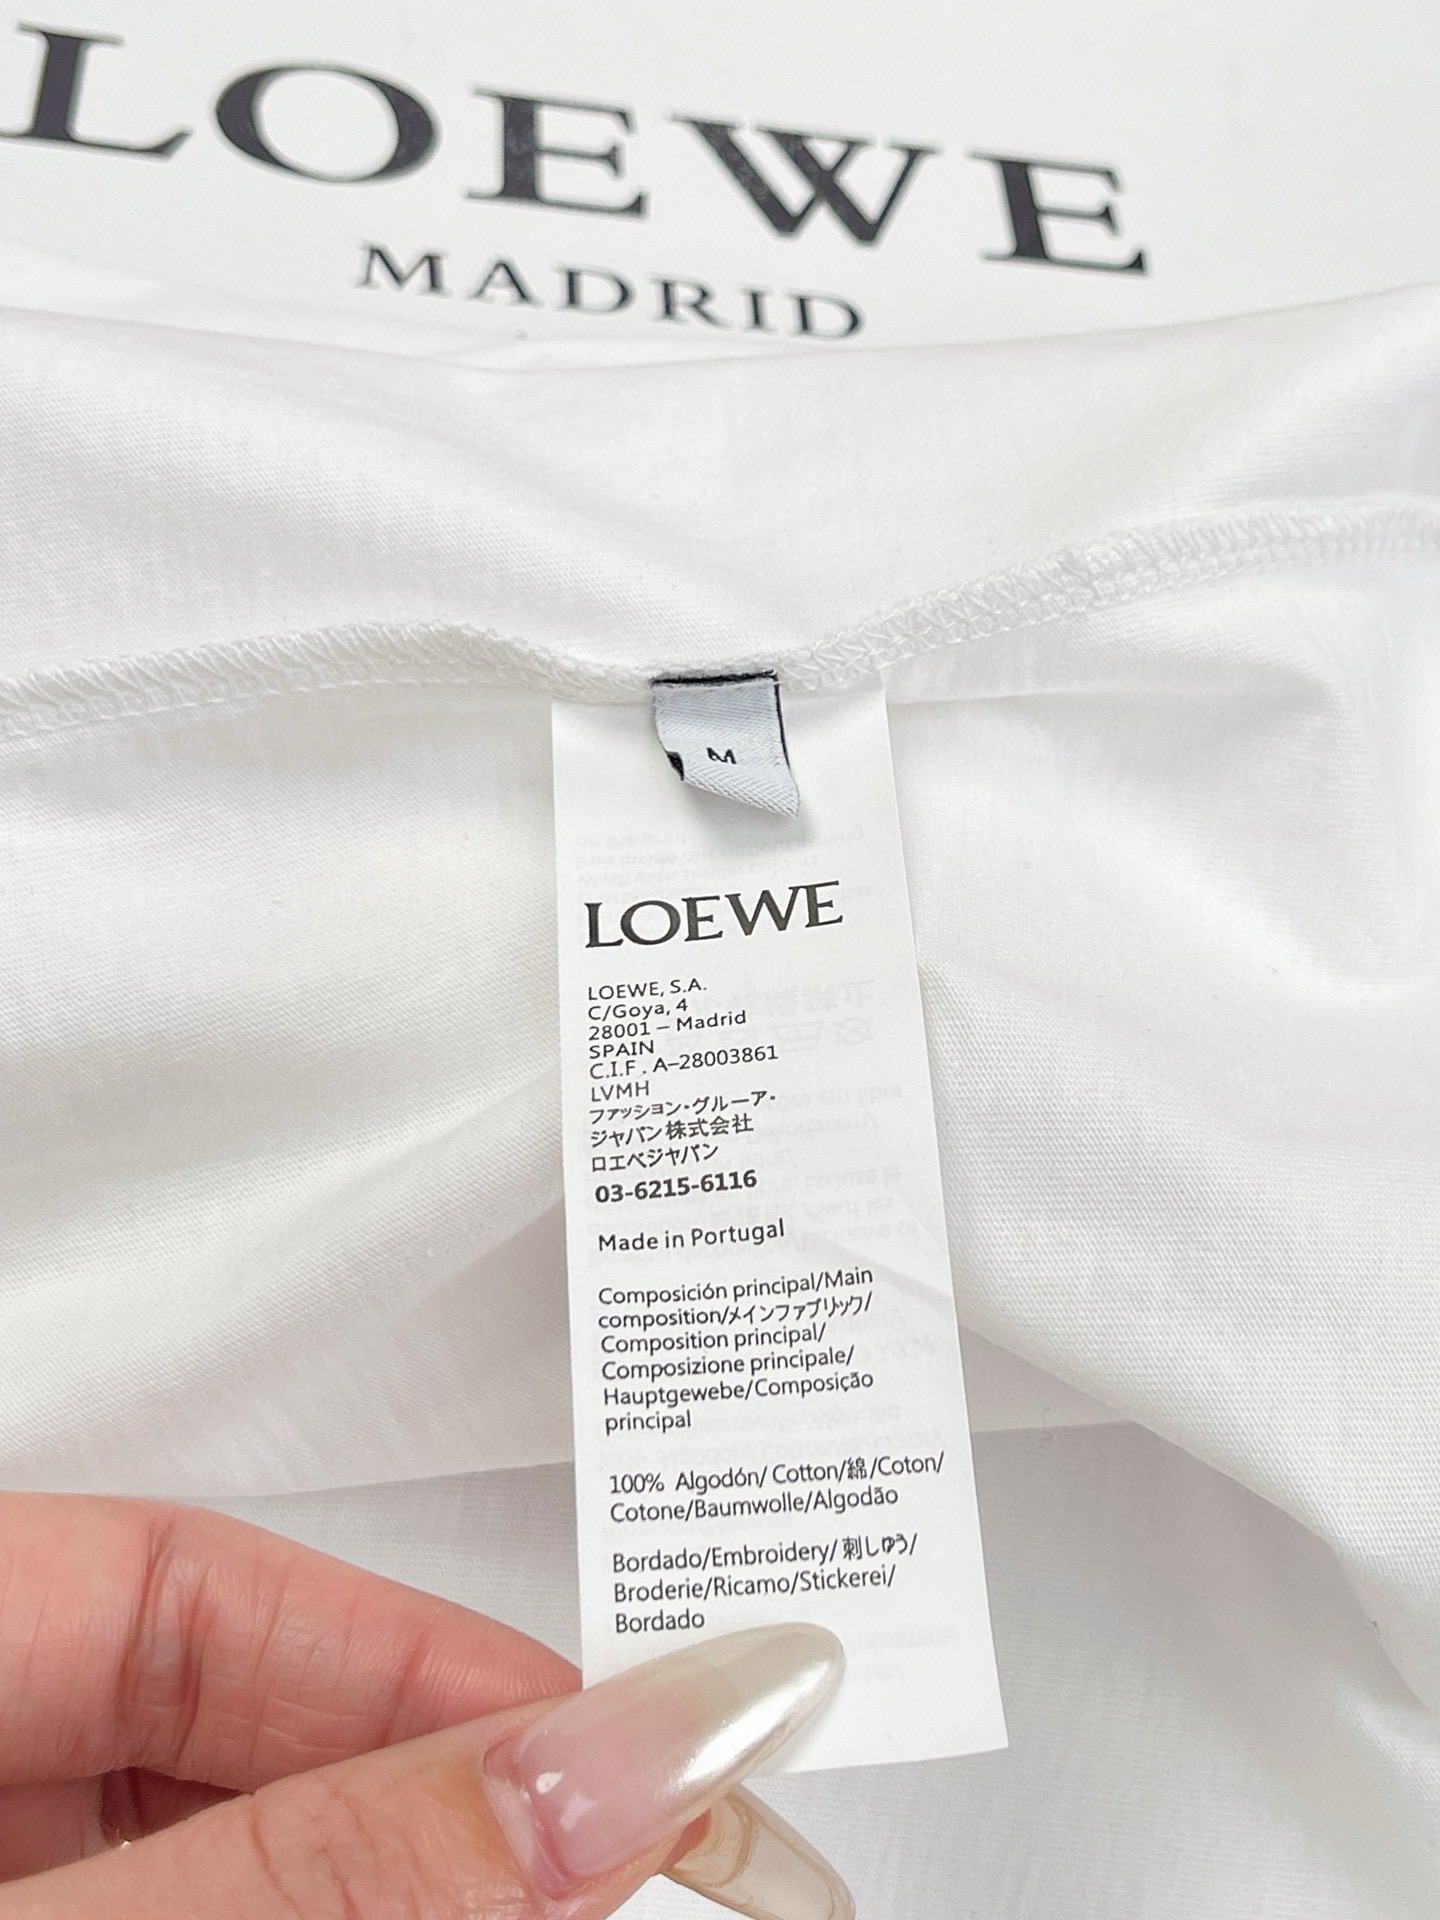 LOEWE
MADRID
M
LOEWE
LOEWE, S.A.
C/Goya, 4
28001 – Madrid
SPAIN
C.I.F . A–28003861
LVMH
ファッション・グルーア・
ジャパン株式会社
ロエベジャパン
03-6215-6116
Made in Portugal
Composición principal/Main
composition/メインファブリック/
Composition principal/
Composizione principale/
Hauptgewebe/Composição
principal
100% Algodón/ Cotton/綿/Coton/
Cotone/Baumwolle/Algodão
Bordado/Embroidery/刺しゅう/
Broderie/Ricamo/Stickerei/
Bordado